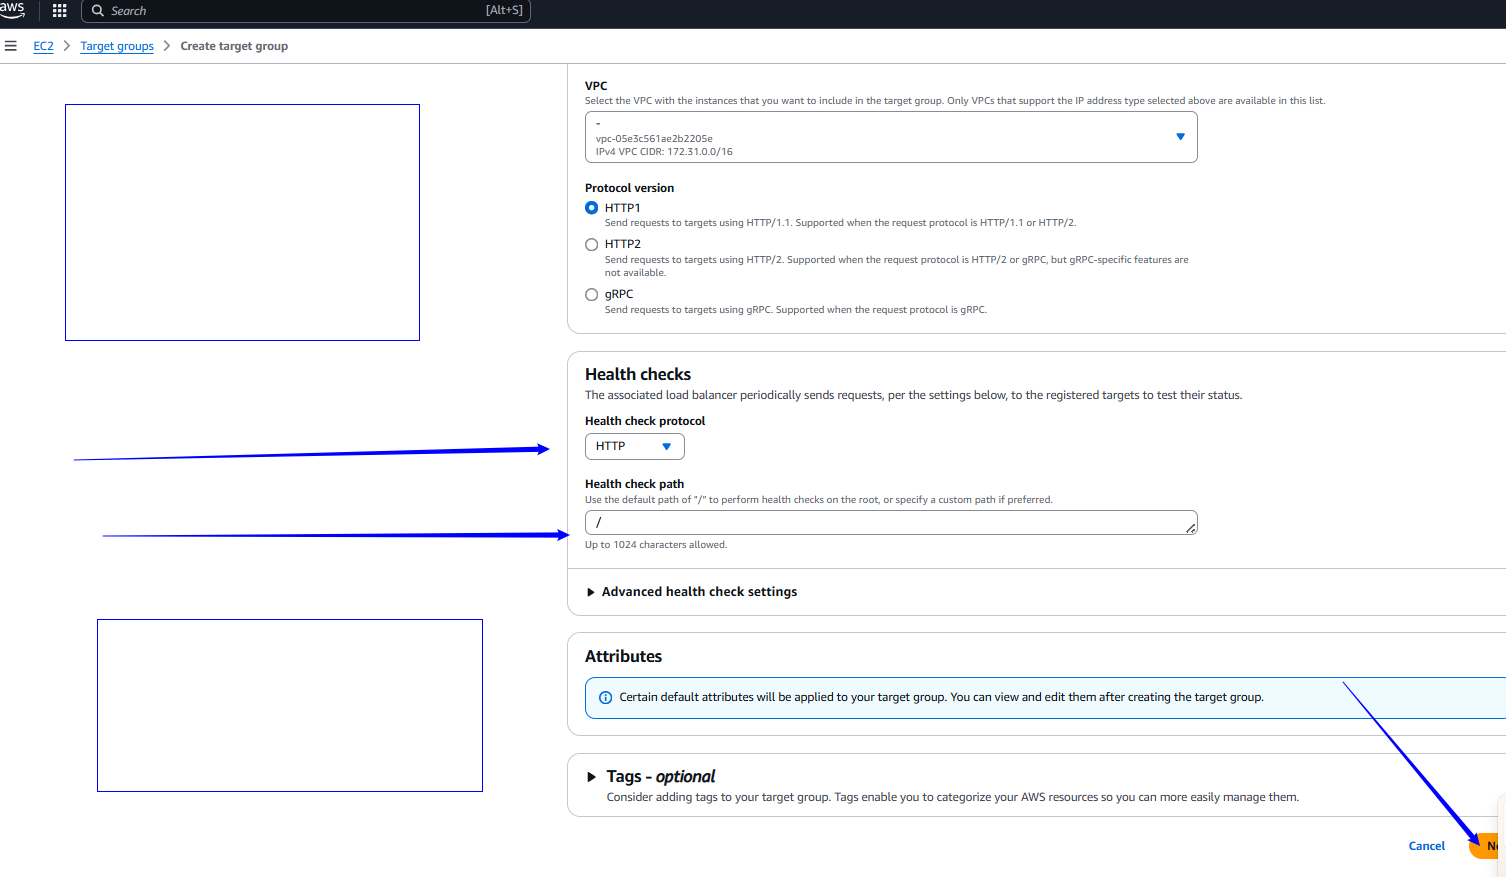 aws
Search
[Alt+S]
EC2
Target groups
Create target group
VPC
Select the VPC with the instances that you want to include in the target group. Only VPCs that support the IP address type selected above are available in this list.
-
vpc-05e3c561ae2b2205e
IPv4 VPC CIDR: 172.31.0.0/16
Protocol version
HTTP1
Send requests to targets using HTTP/1.1. Supported when the request protocol is HTTP/1.1 or HTTP/2.
HTTP2
Send requests to targets using HTTP/2. Supported when the request protocol is HTTP/2 or gRPC, but gRPC-specific features are
not available.
gRPC
Send requests to targets using gRPC. Supported when the request protocol is gRPC.
Health checks
The associated load balancer periodically sends requests, per the settings below, to the registered targets to test their status.
Health check protocol
HTTP
Health check path
Use the default path of "/" to perform health checks on the root, or specify a custom path if preferred.
/
Up to 1024 characters allowed.
Advanced health check settings
Attributes
Certain default attributes will be applied to your target group. You can view and edit them after creating the target group.
Tags - optional
Consider adding tags to your target group. Tags enable you to categorize your AWS resources so you can more easily manage them.
Cancel